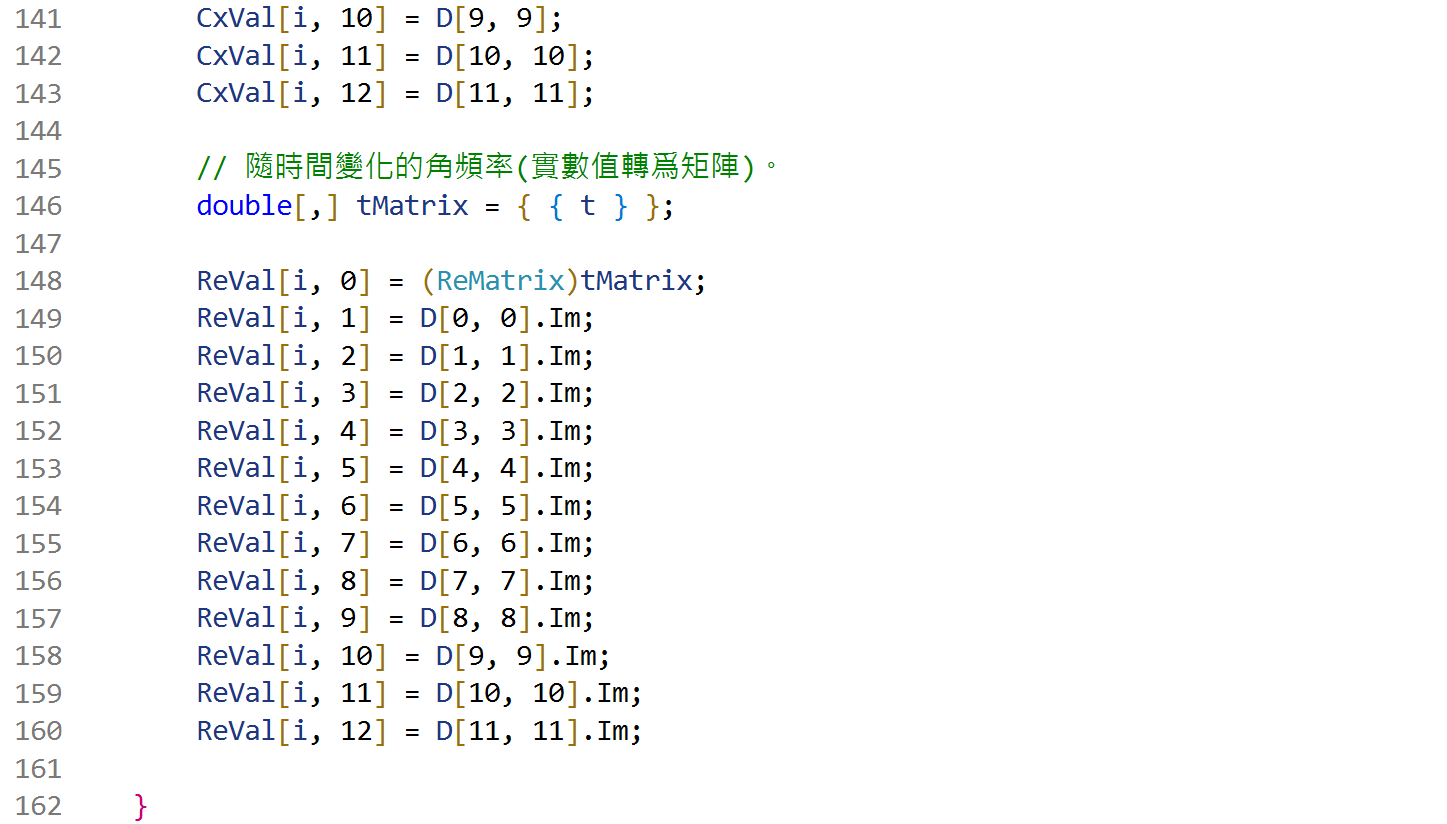 141 CxVal[i, 10] = D[9, 9];
142 CxVal[i, 11] = D[10, 10];
143 CxVal[i, 12] = D[11, 11];
144
145 // 隨時間變化的角頻率(實數值轉爲矩陣)。
146 double[,] tMatrix = { { t } };
147
148 ReVal[i, 0] = (ReMatrix)tMatrix;
149 ReVal[i, 1] = D[0, 0].Im;
150 ReVal[i, 2] = D[1, 1].Im;
151 ReVal[i, 3] = D[2, 2].Im;
152 ReVal[i, 4] = D[3, 3].Im;
153 ReVal[i, 5] = D[4, 4].Im;
154 ReVal[i, 6] = D[5, 5].Im;
155 ReVal[i, 7] = D[6, 6].Im;
156 ReVal[i, 8] = D[7, 7].Im;
157 ReVal[i, 9] = D[8, 8].Im;
158 ReVal[i, 10] = D[9, 9].Im;
159 ReVal[i, 11] = D[10, 10].Im;
160 ReVal[i, 12] = D[11, 11].Im;
161
162 }